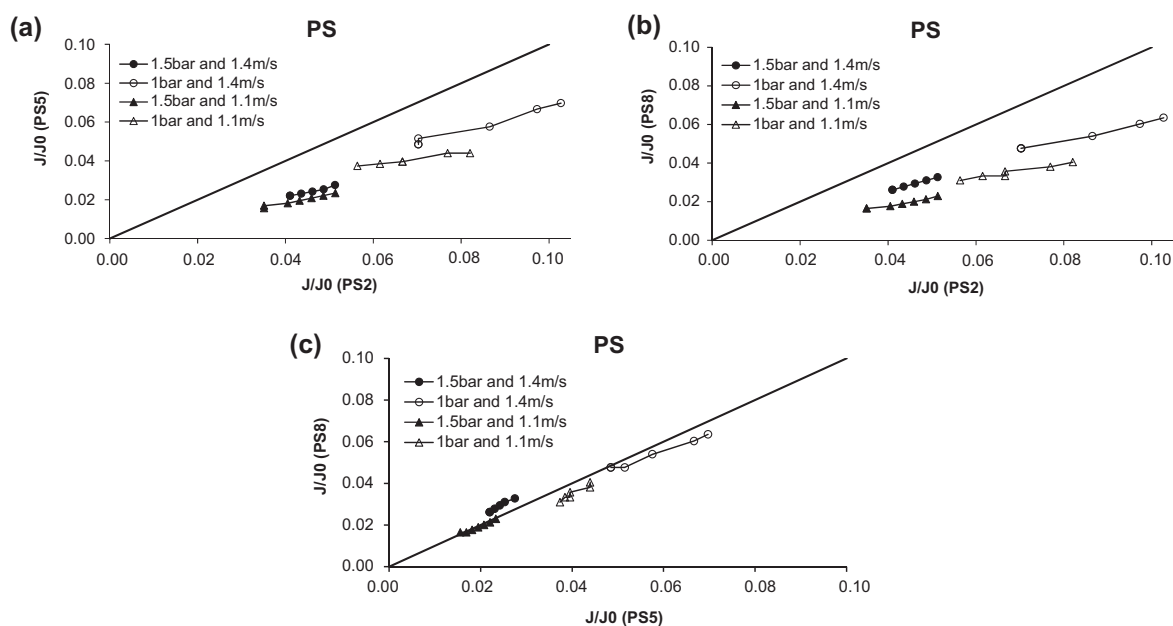 (a)
PS
0.10
0.08
0.06
0.04
0.02
0.00
J/J0 (PS5)
1.5bar and 1.4m/s
1bar and 1.4m/s
1.5bar and 1.1m/s
1bar and 1.1m/s
0.00 0.02 0.04 0.06 0.08 0.10
J/J0 (PS2)
(b)
PS
0.10
0.08
0.06
0.04
0.02
0.00
J/J0 (PS8)
1.5bar and 1.4m/s
1bar and 1.4m/s
1.5bar and 1.1m/s
1bar and 1.1m/s
0.00 0.02 0.04 0.06 0.08 0.10
J/J0 (PS2)
(c)
PS
0.10
0.08
0.06
0.04
0.02
0.00
J/J0 (PS8)
1.5bar and 1.4m/s
1bar and 1.4m/s
1.5bar and 1.1m/s
1bar and 1.1m/s
0.00 0.02 0.04 0.06 0.08 0.10
J/J0 (PS5)